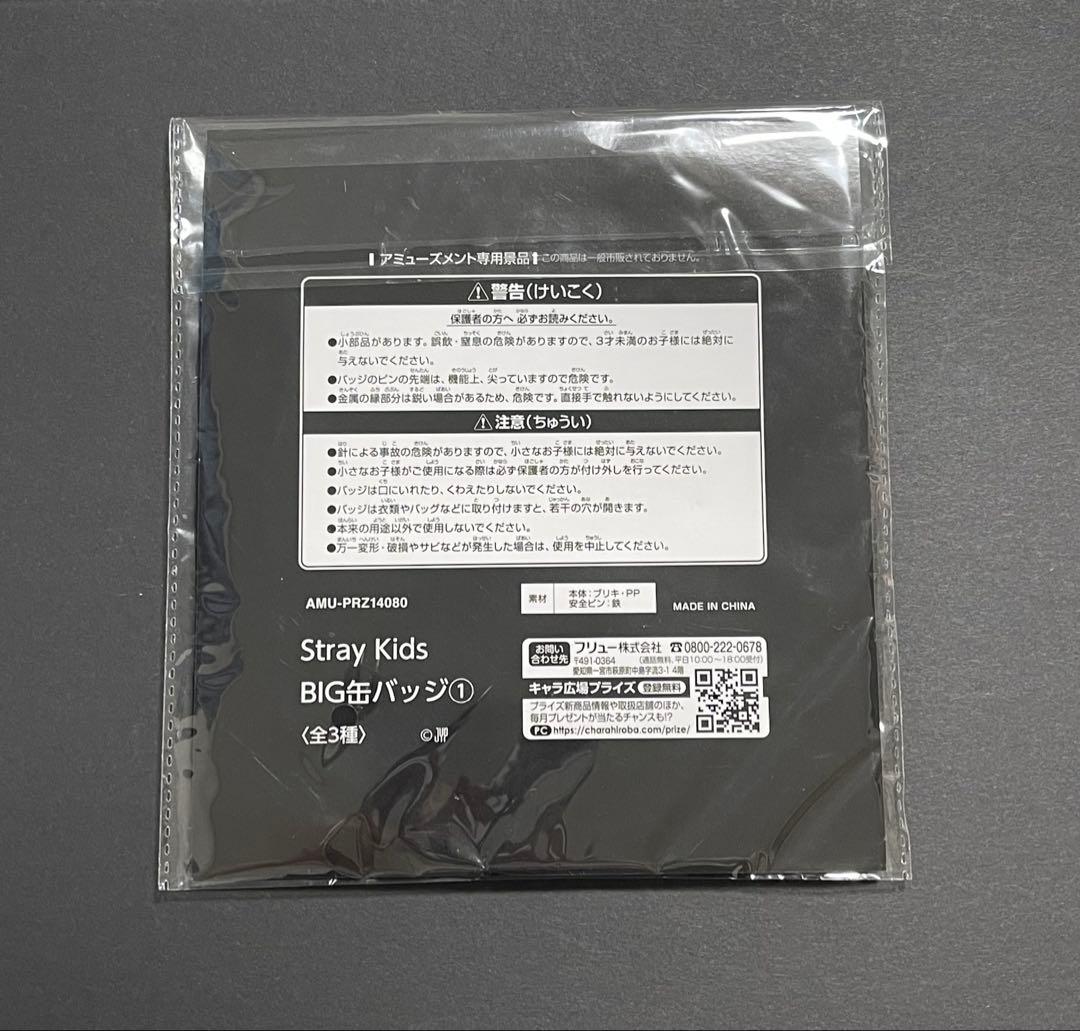 アミューズメント専用景品 この商品は一般市販されておりません。
警告(けいこく)
保護者の方へ 必ずお読みください。
●小部品があります。誤飲・窒息の危険がありますので、3才未満のお子様には絶対に
与えないでください。
●バッジのピンの先端は、機能上、尖っていますので危険です。
●金属の縁部分は鋭い場合があるため、危険です。直接手で触れないようにしてください。
注意(ちゅうい)
●針による事故の危険がありますので、小さなお子様には絶対に与えないでください。
●小さなお子様がご使用になる際は必ず保護者の方が付け外しを行ってください。
●バッジは口にいれたり、くわえたりしないでください。
●バッジは衣類やバッグなどに取り付けますと、若干の穴が開きます。
●本来の用途以外で使用しないでください。
●万一変形・破損やサビなどが発生した場合は、使用を中止してください。
AMU-PRZ14080
素材
本体:ブリキ・PP
安全ピン:鉄
MADE IN CHINA
Stray Kids
BIG缶バッジ①
〈全3種〉
© JYP
お問い合わせ先
フリュー株式会社 ☎0800-222-0678
〒491-0364 (通話無料、平日10:00~18:00受付)
愛知県一宮市萩原町中島字流3-1 4階
キャラ広場プライズ 登録無料
プライズ新商品情報や取扱店舗のほか、
毎月プレゼントが当たるチャンスも!?
PC https://charahiroba.com/prize/